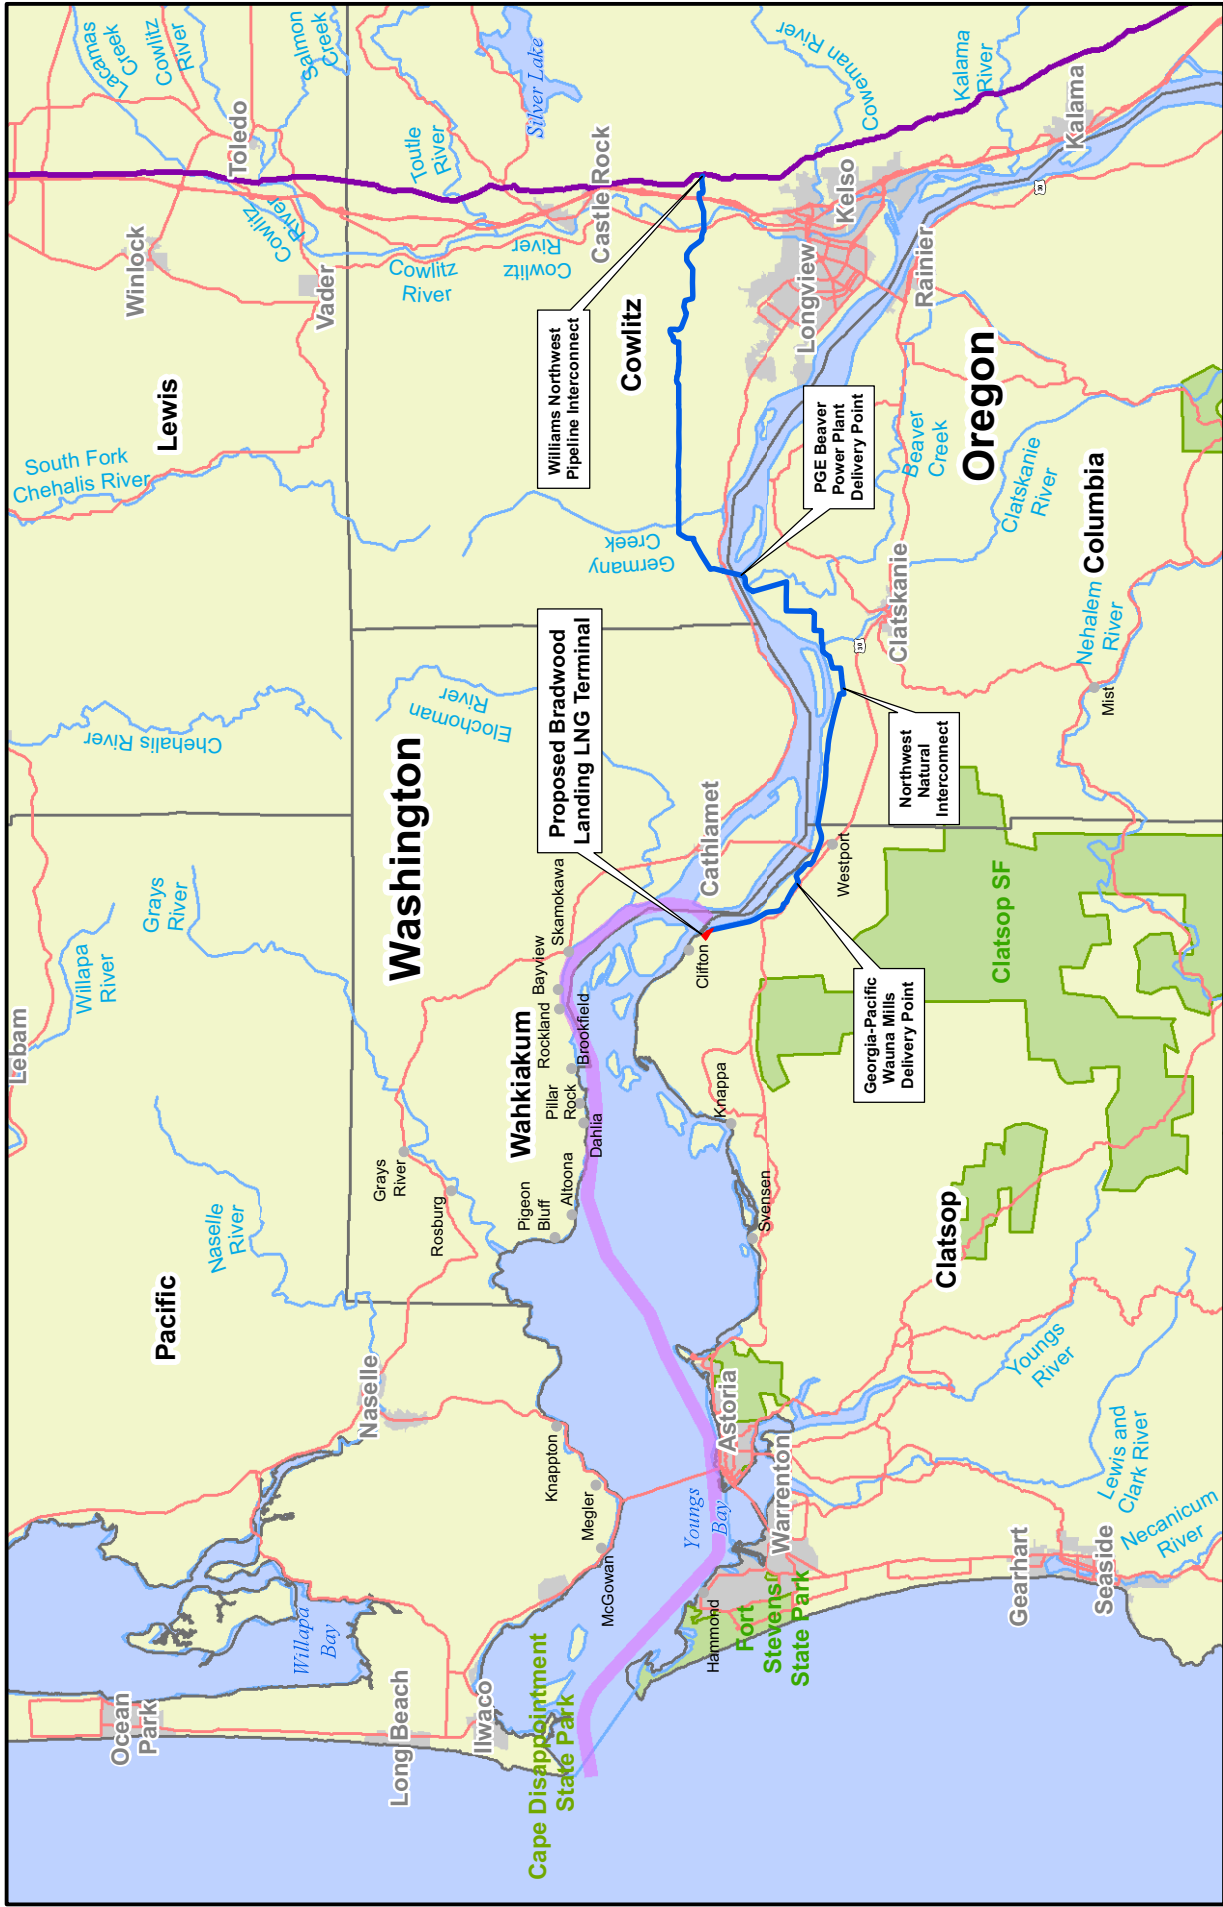 Lacamas
Creek
Cowlitz
River
Salmon
Creek
Toledo
Toutle
River
Silver Lake
Coweman River
Kalama
River
Kalama
Winlock
Cowlitz
River
Vader
Cowlitz
River
Cowlitz
River
Castle Rock
Kelso
Longview
Rainier
30
Lewis
South Fork
Chehalis River
Williams Northwest
Pipeline Interconnect
Cowlitz
PGE Beaver
Power Plant
Delivery Point
Beaver
Creek
Oregon
Clatskanie
River
Columbia
Germany
Creek
Clatskanie
30
Nehalem
River
Mist
Chehalis River
Elochoman
River
Washington
Proposed Bradwood
Landing LNG Terminal
Northwest
Natural
Interconnect
Cathlamet
Westport
Grays
River
Willapa
River
Lebam
Skamokawa
Bayview
Rockland
Brookfield
Wahkiakum
Pillar
Rock
Dahlia
Altoona
Pigeon
Bluff
Clifton
Georgia-Pacific
Wauna Mills
Delivery Point
Clatsop SF
Knappa
Svensen
Grays
River
Rosburg
Naselle
River
Pacific
Clatsop
Naselle
Knappton
Megler
McGowan
Astoria
Youngs
Bay
Warrenton
Youngs
River
Lewis and
Clark River
Necanicum
River
Gearhart
Seaside
Hammond
Fort
Stevens
State Park
Willapa
Bay
Ocean
Park
Long Beach
Ilwaco
Cape Disappointment
State Park